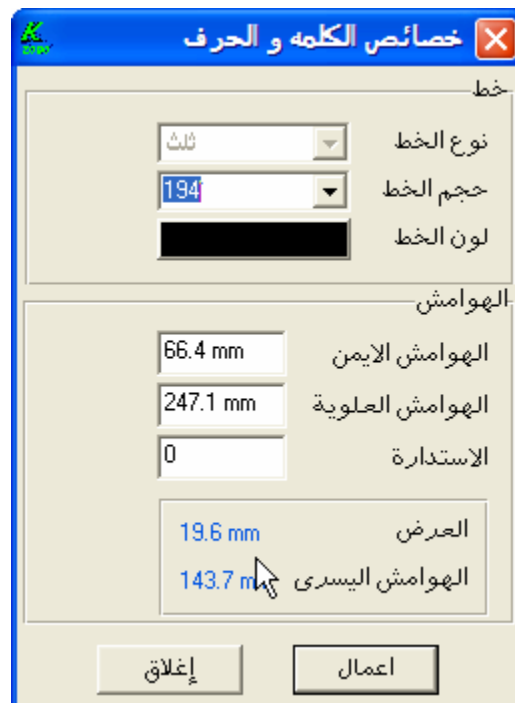 خصائص الكلمه و الحرف
خط
نوع الخط ثلث
حجم الخط 194
لون الخط
الهوامش
الهوامش الايمن 66.4 mm
الهوامش العلوية 247.1 mm
الاستدارة 0
العرض 19.6 mm
الهوامش اليسرى 143.7 m
اعمال إغلاق